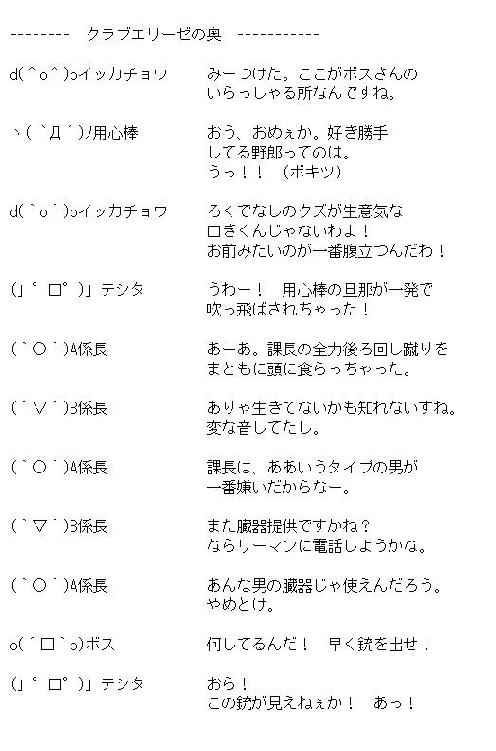 -------- クラブエリーゼの奥 -----------
d(＾o＾)ɔイッカチョウ みーつけた。ここがボスさんの
いらっしゃる所なんですね。
ヽ(｀Д´)ﾉ用心棒 おう、おめぇか。好き勝手
してる野郎ってのは。
うっ！！ （ポキッ）
d(｀o´)ɔイッカチョウ ろくでなしのクズが生意気な
口きくんじゃないわよ！
お前みたいのが一番腹立つんだわ！
(」゜ロ゜)」テシタ うわー！ 用心棒の旦那が一発で
吹っ飛ばされちゃった！
(｀〇´)A係長 あーあ。課長の全力後ろ回し蹴りを
まともに頭に食らっちゃった。
(｀▽´)B係長 ありゃ生きてないかも知れないすね。
変な音してたし。
(｀〇´)A係長 課長は、ああいうタイプの男が
一番嫌いだからなー。
(｀▽´)B係長 また臓器提供ですかね？
ならリーマンに電話しようかな。
(｀〇´)A係長 あんな男の臓器じゃ使えんだろう。
やめとけ。
o(´□｀ɔ)ボス 何してるんだ！ 早く銃を出せ！
(」゜ロ゜)」テシタ おら！
この銃が見えねぇか！ あっ！